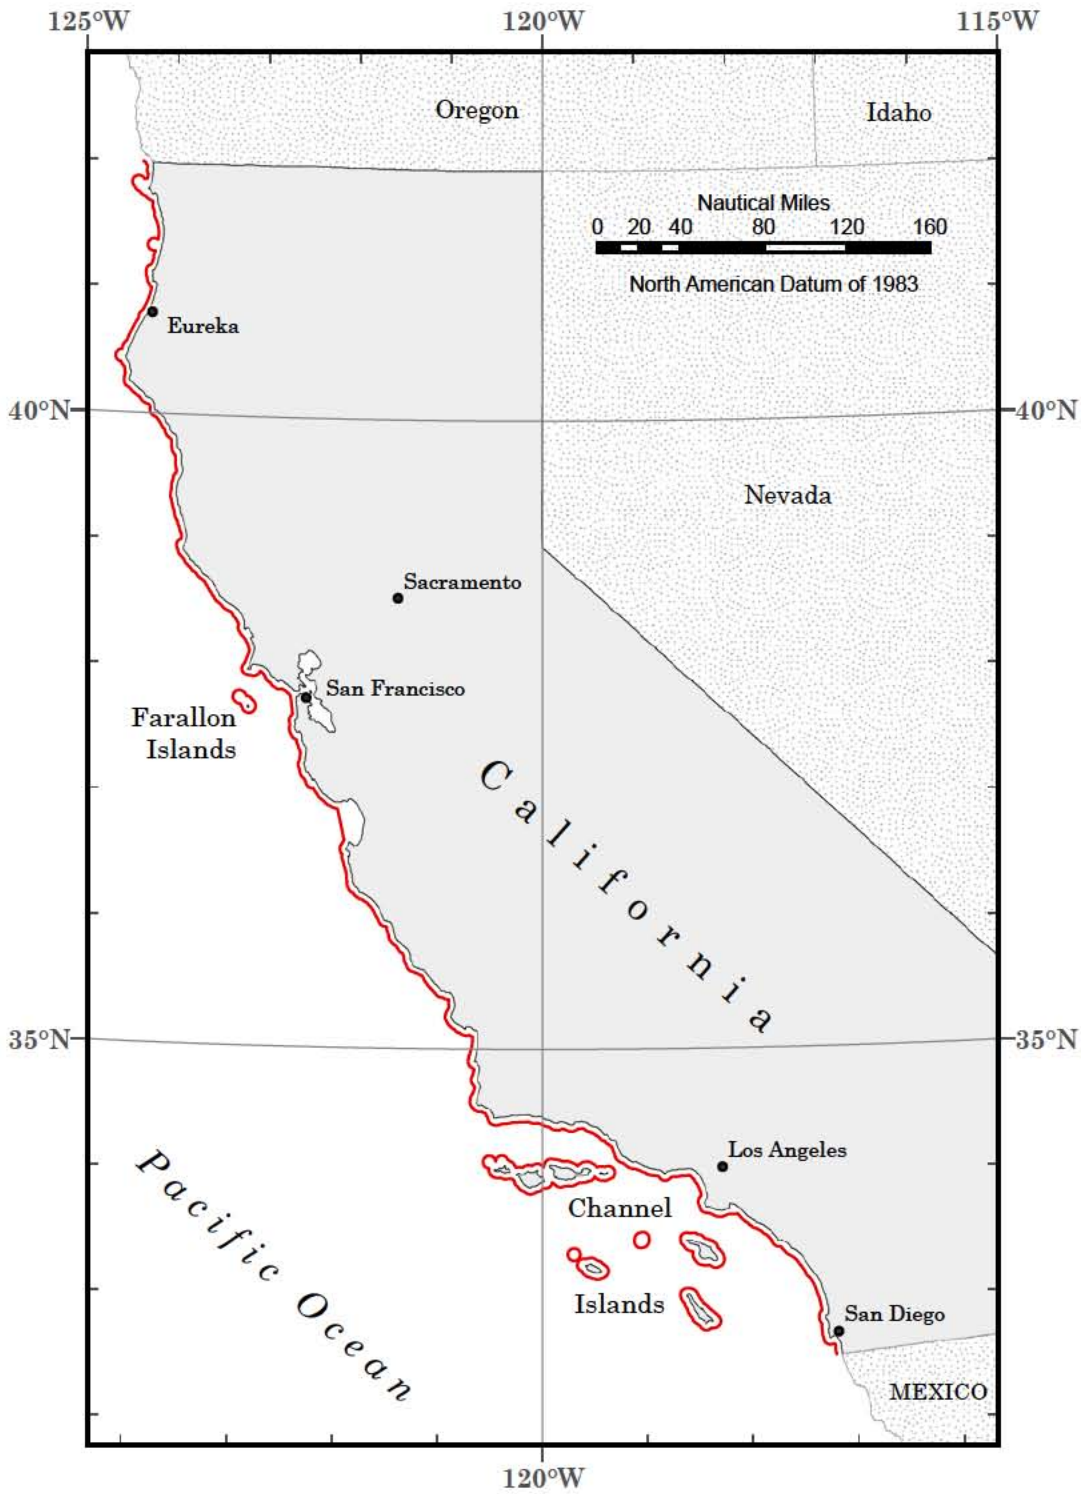 125°W 120°W 115°W
Oregon
Idaho
Nautical Miles
0 20 40 80 120 160
North American Datum of 1983
Eureka
40°N 40°N
Nevada
Sacramento
San Francisco
Farallon
Islands
California
35°N 35°N
Los Angeles
Pacific Ocean
Channel
Islands
San Diego
MEXICO
120°W